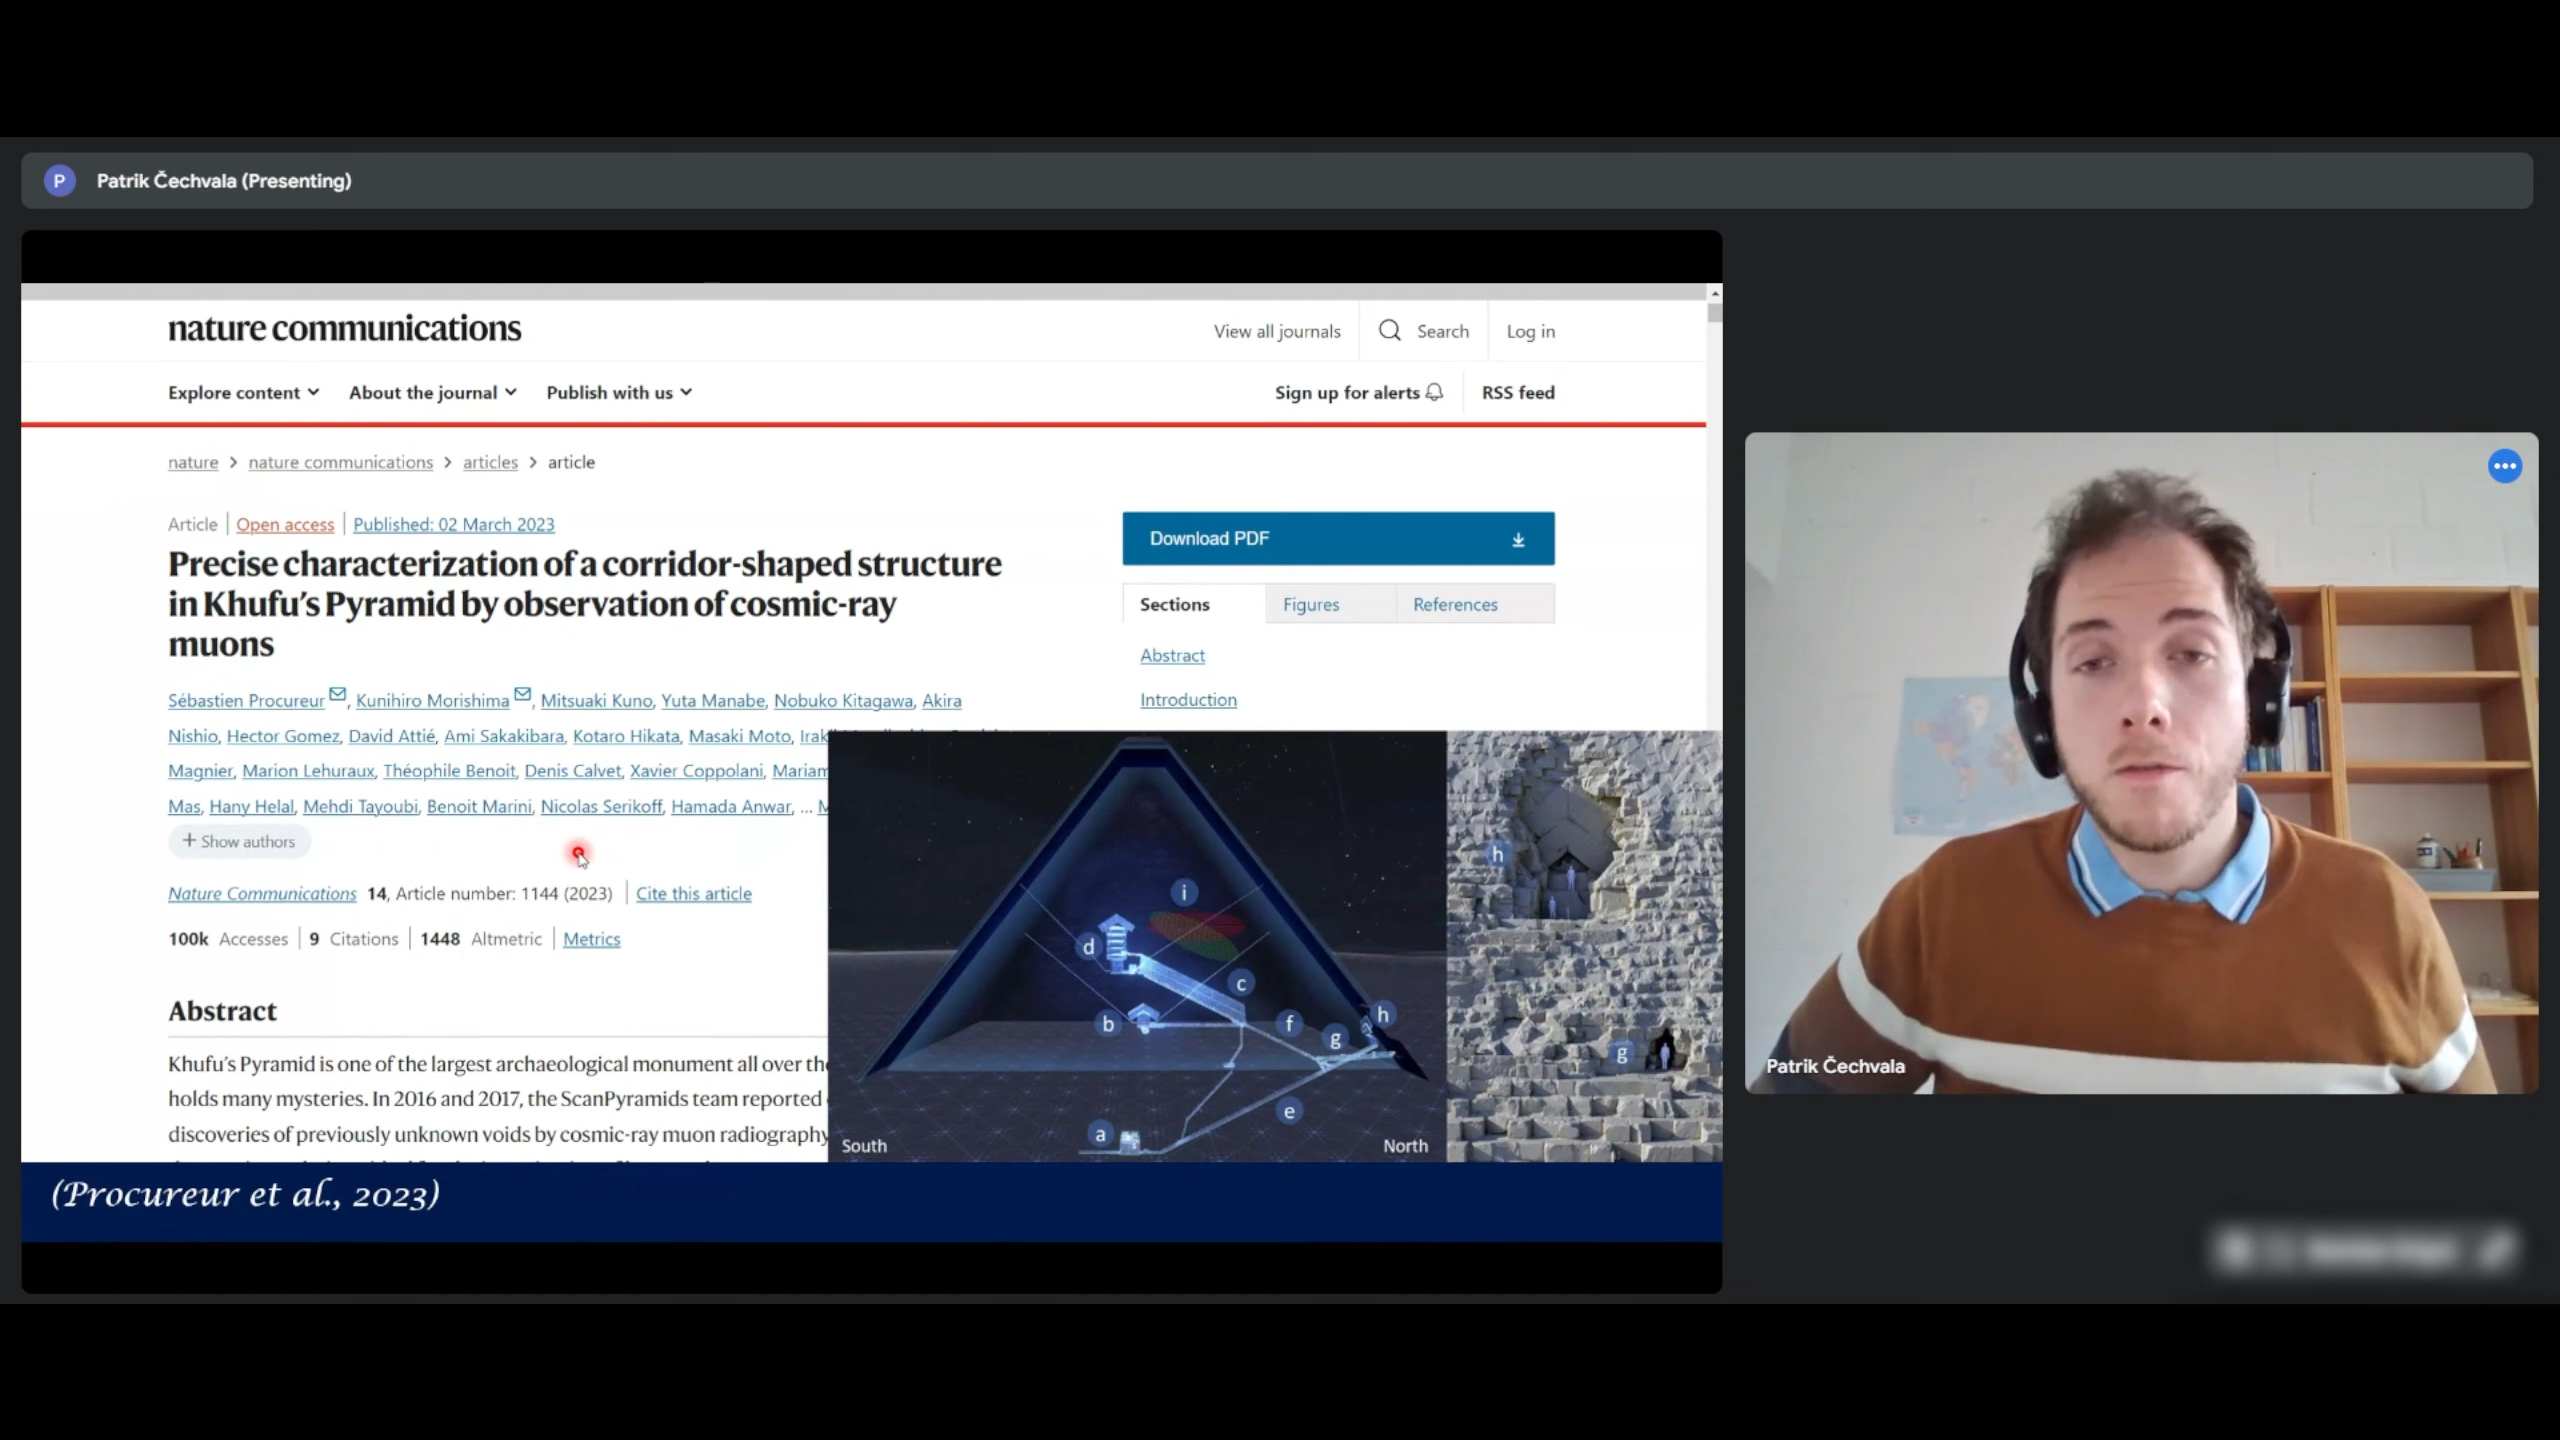 P Patrik Čechvala (Presenting)
nature communications
View all journals Search Log in
Explore content About the journal Publish with us
Sign up for alerts RSS feed
nature > nature communications > articles > article
Article | Open access | Published: 02 March 2023
Precise characterization of a corridor-shaped structure
in Khufu's Pyramid by observation of cosmic-ray
muons
Sébastien Procureur, Kunihiro Morishima, Mitsuaki Kuno, Yuta Manabe, Nobuko Kitagawa, Akira
Nishio, Hector Gomez, David Attié, Ami Sakakibara, Kotaro Hikata, Masaki Moto,
Magnier, Marion Lehuraux, Théophile Benoit, Denis Calvet, Xavier Coppolani, Mariam
Mas, Hany Helal, Mehdi Tayoubi, Benoit Marini, Nicolas Serikoff, Hamada Anwar, ... M
+ Show authors
Nature Communications 14, Article number: 1144 (2023) | Cite this article
100k Accesses | 9 Citations | 1448 Altmetric | Metrics
Abstract
Khufu's Pyramid is one of the largest archaeological monument all over the
holds many mysteries. In 2016 and 2017, the ScanPyramids team reported
discoveries of previously unknown voids by cosmic-ray muon radiography
Download PDF
Sections Figures References
Abstract
Introduction
i
d
c
b
f
g
h
e
a
South
North
h
g
(Procureur et al., 2023)
Patrik Čechvala